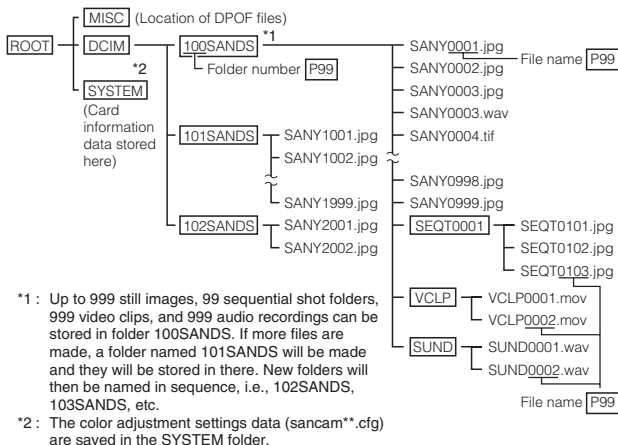 ROOT
MISC (Location of DPOF files)
DCIM
*2
SYSTEM
(Card
information
data stored
here)
100SANDS *1
Folder number P99
101SANDS
SANY1001.jpg
SANY1002.jpg
SANY1999.jpg
102SANDS
SANY2001.jpg
SANY2002.jpg
SANY0001.jpg
File name P99
SANY0002.jpg
SANY0003.jpg
SANY0003.wav
SANY0004.tif
SANY0998.jpg
SANY0999.jpg
SEQT0001
SEQT0101.jpg
SEQT0102.jpg
SEQT0103.jpg
VCLP
VCLP0001.mov
VCLP0002.mov
SUND
SUND0001.wav
SUND0002.wav
File name P99
*1 : Up to 999 still images, 99 sequential shot folders,
999 video clips, and 999 audio recordings can be
stored in folder 100SANDS. If more files are
made, a folder named 101SANDS will be made
and they will be stored in there. New folders will
then be named in sequence, i.e., 102SANDS,
103SANDS, etc.
*2 : The color adjustment settings data (sancam**.cfg)
are saved in the SYSTEM folder.